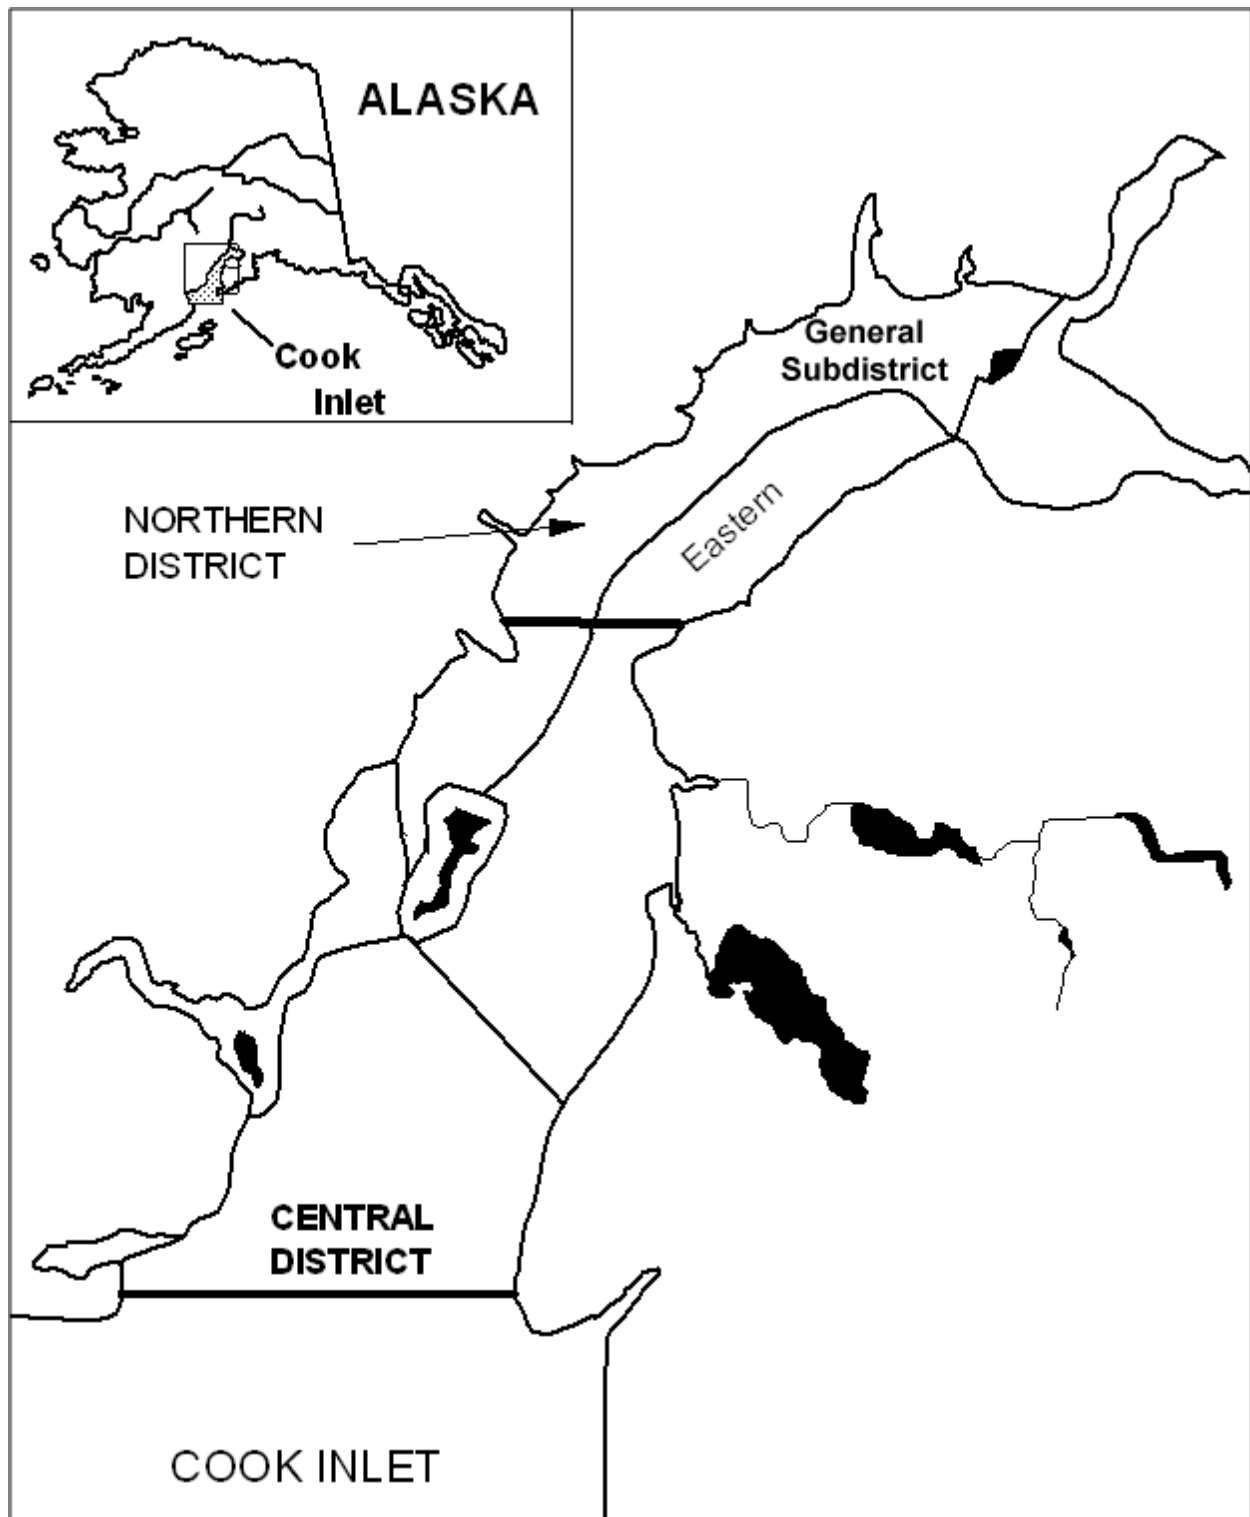 ALASKA
Cook
Inlet
General
Subdistrict
Eastern
NORTHERN
DISTRICT
CENTRAL
DISTRICT
COOK INLET